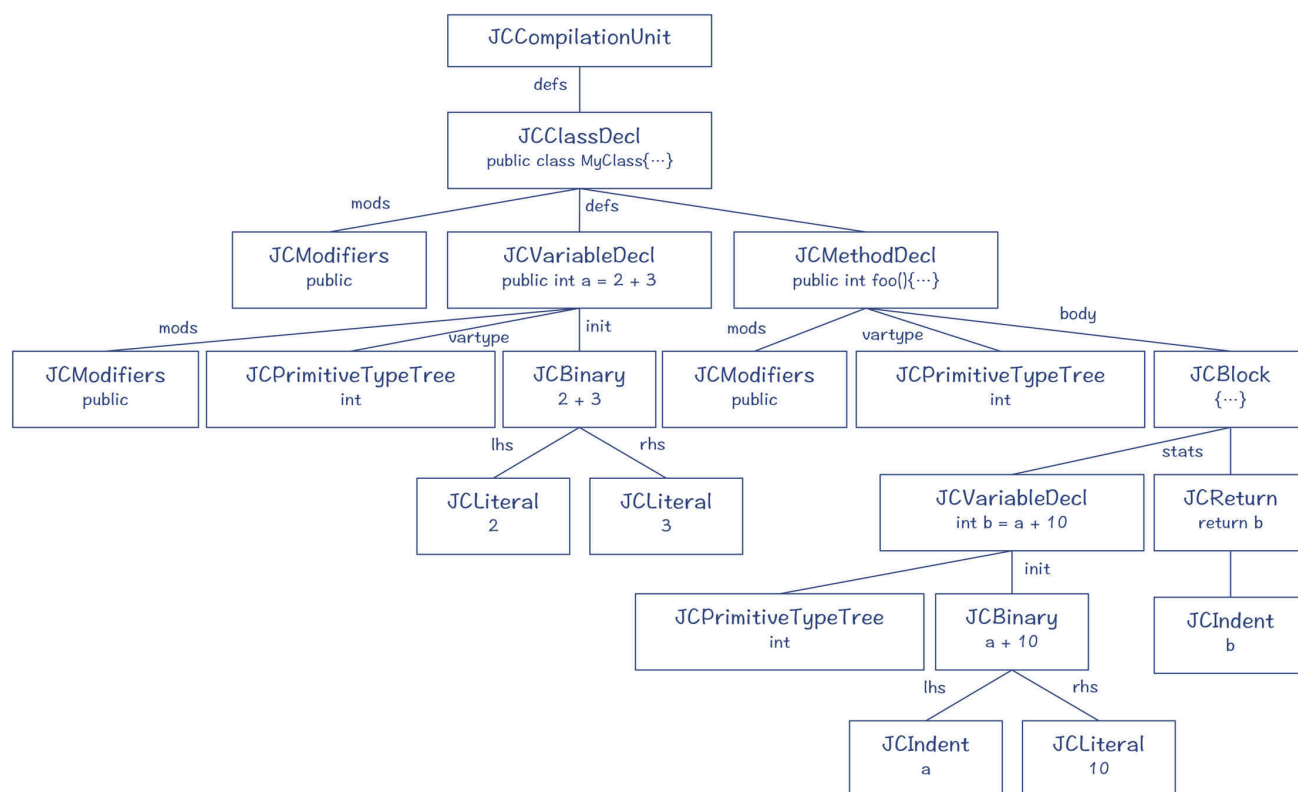 JCCompilationUnit
defs
JCClassDecl
public class MyClass{…}
mods
defs
JCModifiers
public
JCVariableDecl
public int a = 2 + 3
JCMethodDecl
public int foo(){…}
mods
vartype
init
mods
vartype
body
JCModifiers
public
JCPrimitiveTypeTree
int
JCBinary
2 + 3
JCModifiers
public
JCPrimitiveTypeTree
int
JCBlock
{…}
lhs
rhs
stats
JCLiteral
2
JCLiteral
3
JCVariableDecl
int b = a + 10
JCReturn
return b
init
JCPrimitiveTypeTree
int
JCBinary
a + 10
JCIndent
b
lhs
rhs
JCIndent
a
JCLiteral
10